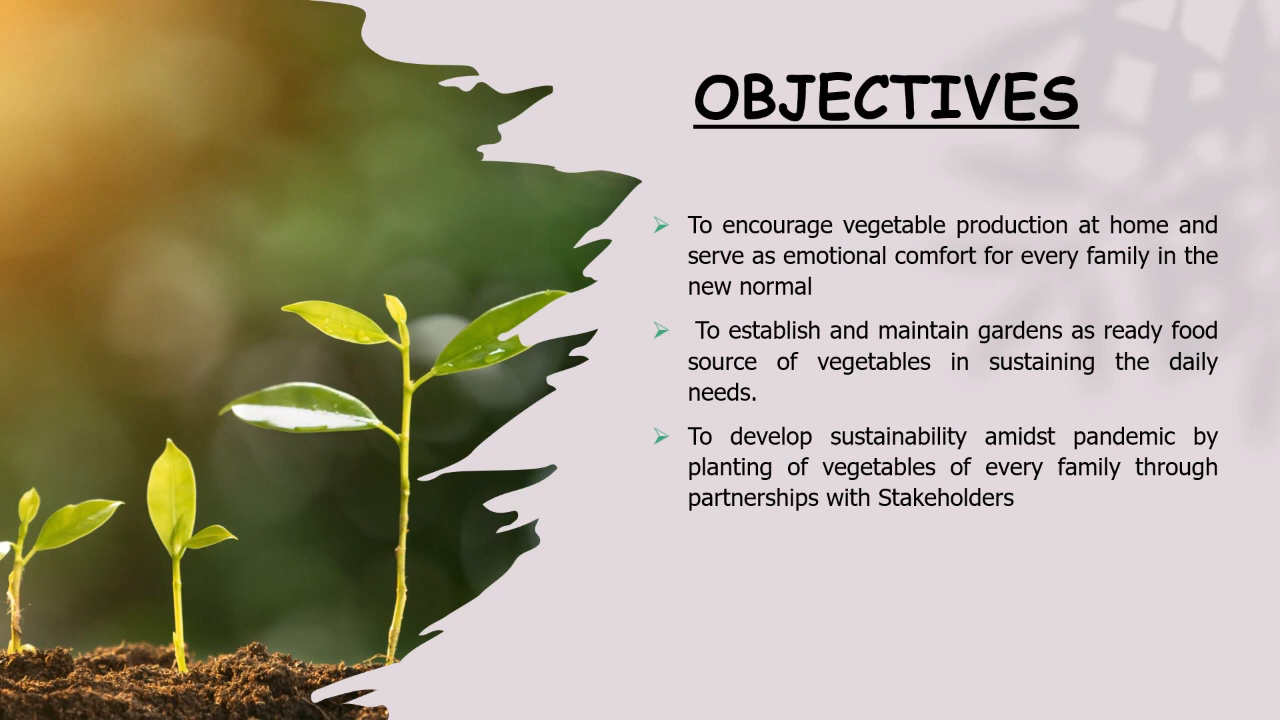 OBJECTIVES
To encourage vegetable production at home and
serve as emotional comfort for every family in the
new normal
To establish and maintain gardens as ready food
source of vegetables in sustaining the daily
needs.
To develop sustainability amidst pandemic by
planting of vegetables of every family through
partnerships with Stakeholders